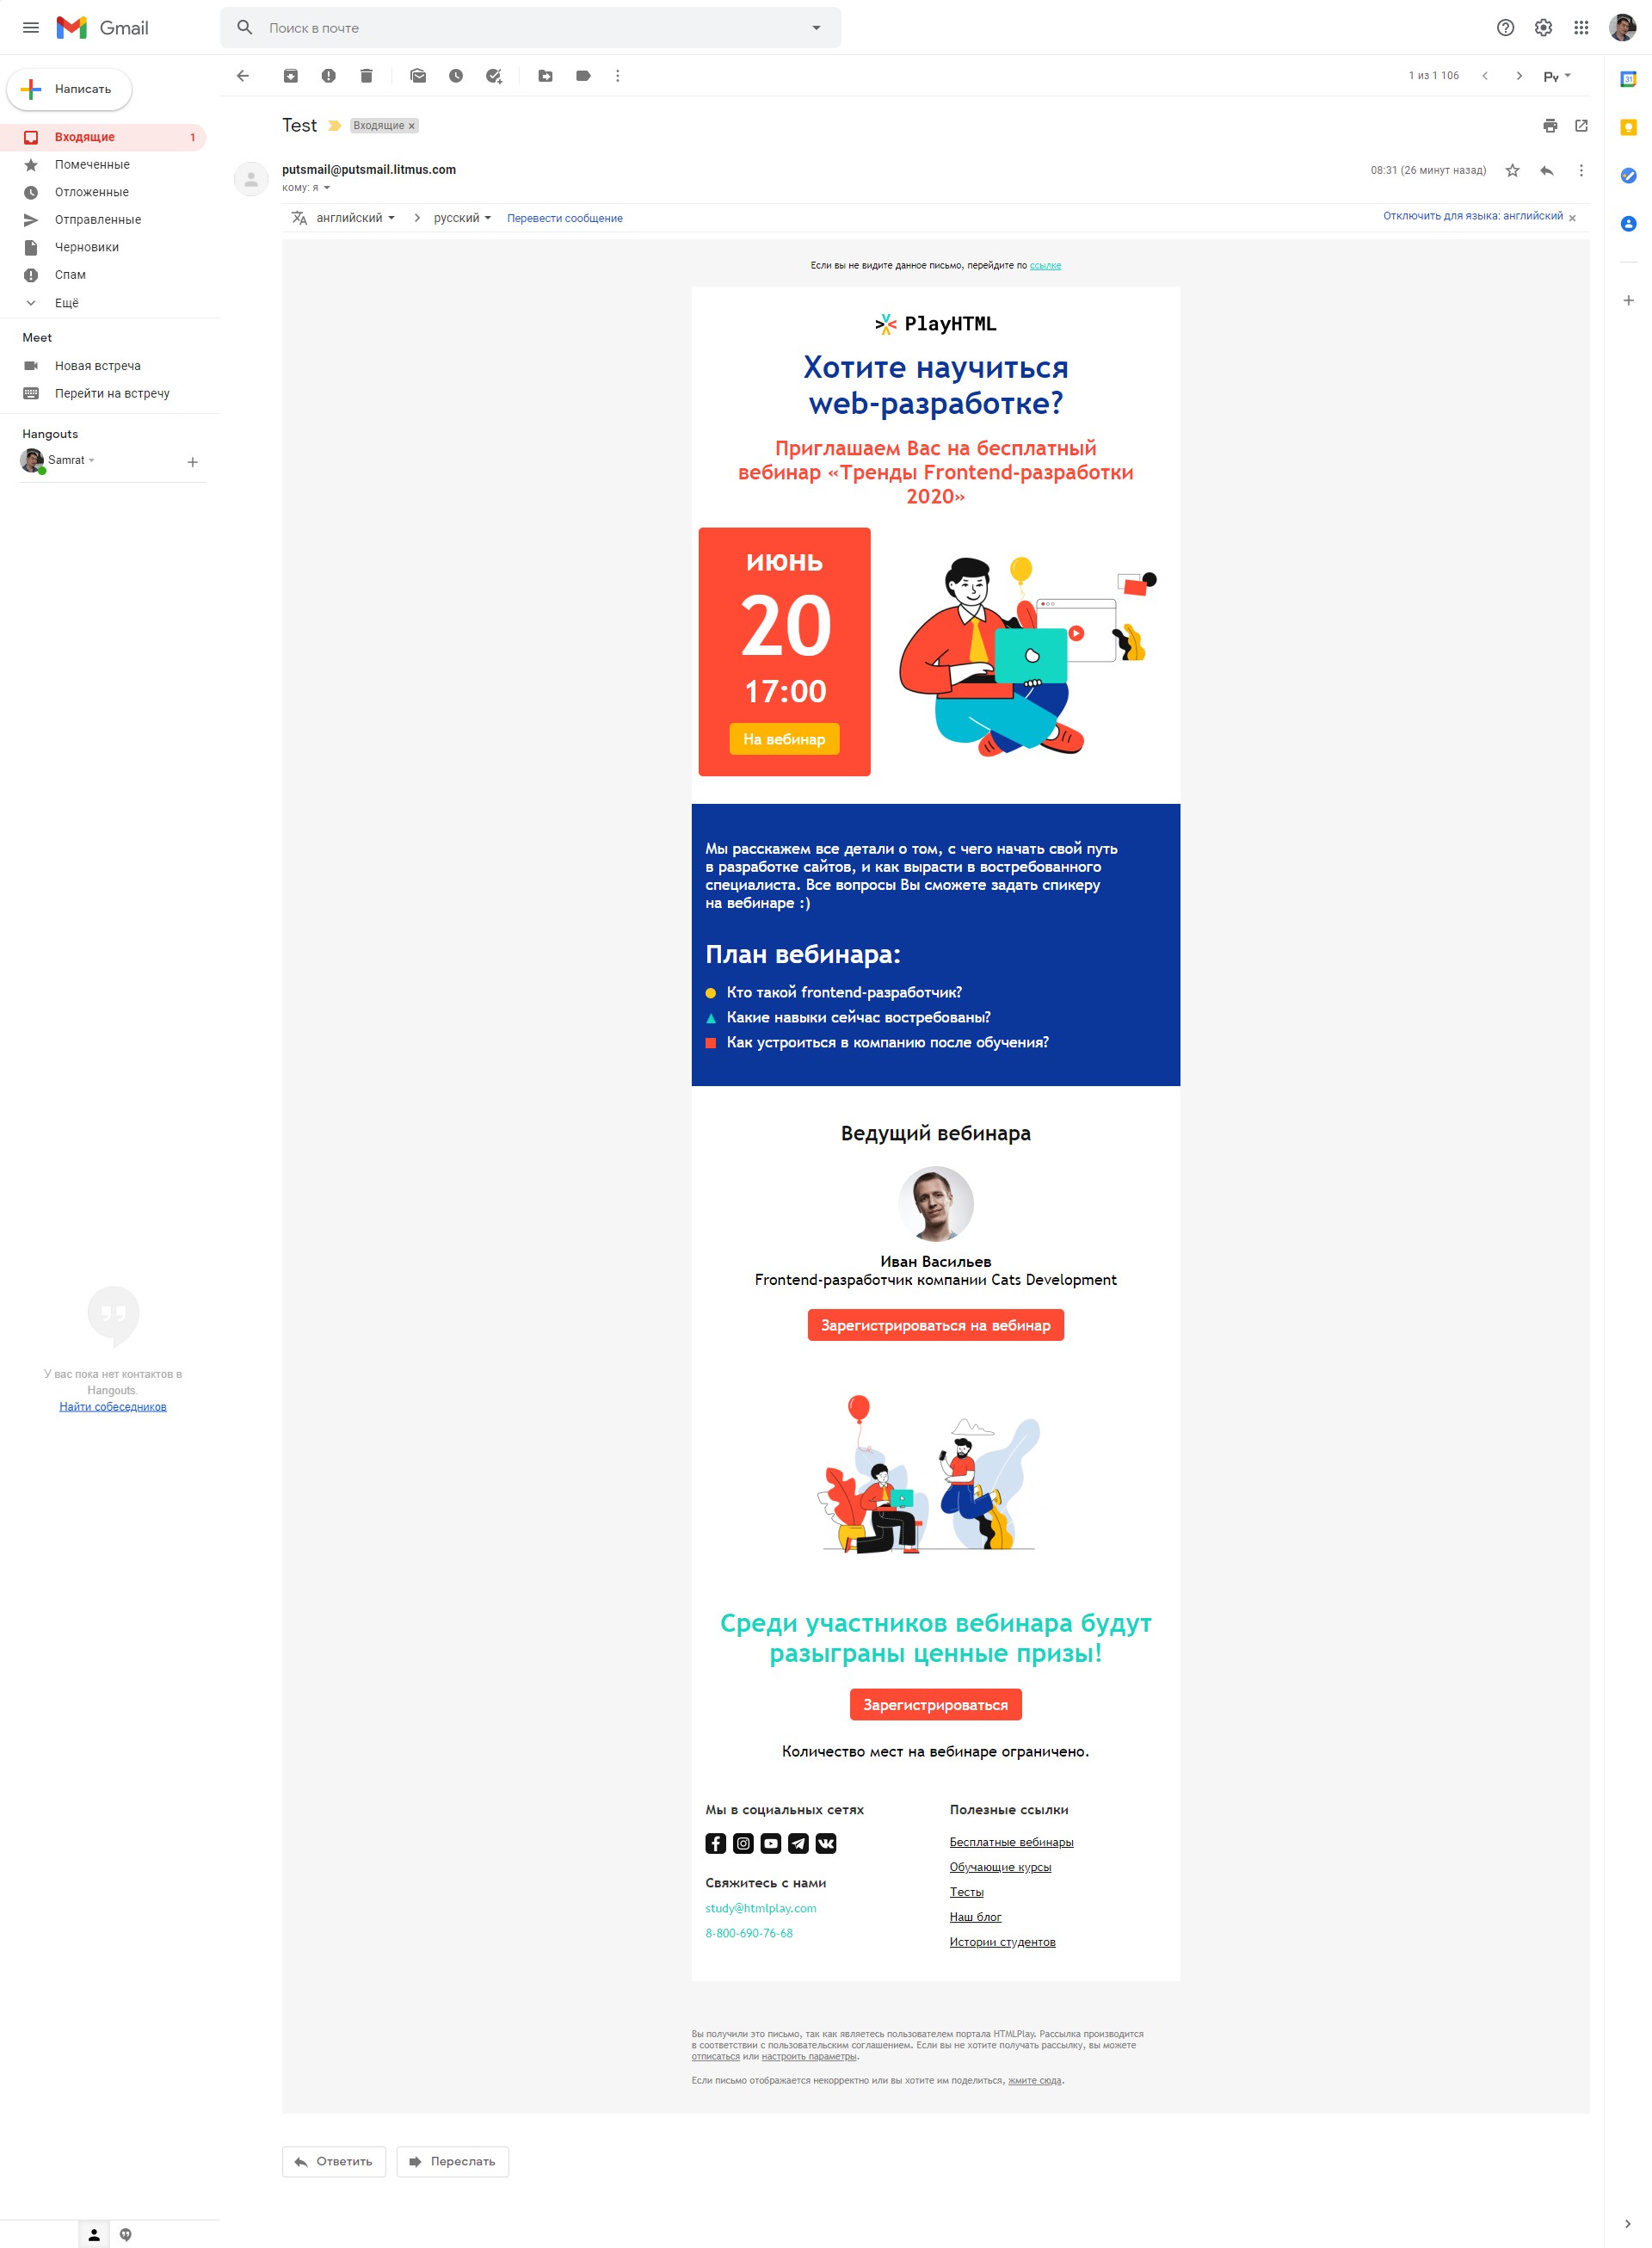 Gmail
Поиск в почте
Написать
1 из 1 106
Ру
Входящие
1
Помеченные
Отложенные
Отправленные
Черновики
Спам
Ещё
Meet
Новая встреча
Перейти на встречу
Hangouts
Samrat
У вас пока нет контактов в
Hangouts.
Найти собеседников
Test
Входящие ×
putsmail@putsmail.litmus.com
08:31 (26 минут назад)
кому: я
английский
русский
Перевести сообщение
Отключить для языка: английский ×
Если вы не видите данное письмо, перейдите по ссылке
PlayHTML
Хотите научиться
web-разработке?
Приглашаем Вас на бесплатный
вебинар «Тренды Frontend-разработки
2020»
июнь
20
17:00
На вебинар
Мы расскажем все детали о том, с чего начать свой путь
в разработке сайтов, и как вырасти в востребованного
специалиста. Все вопросы Вы сможете задать спикеру
на вебинаре :)
План вебинара:
Кто такой frontend-разработчик?
Какие навыки сейчас востребованы?
Как устроиться в компанию после обучения?
Ведущий вебинара
Иван Васильев
Frontend-разработчик компании Cats Development
Зарегистрироваться на вебинар
Среди участников вебинара будут
разыграны ценные призы!
Зарегистрироваться
Количество мест на вебинаре ограничено.
Мы в социальных сетях
Свяжитесь с нами
study@htmlplay.com
8-800-690-76-68
Полезные ссылки
Бесплатные вебинары
Обучающие курсы
Тесты
Наш блог
Истории студентов
Вы получили это письмо, так как являетесь пользователем портала HTMLPlay. Рассылка производится
в соответствии с пользовательским соглашением. Если вы не хотите получать рассылку, вы можете
отписаться или настроить параметры.
Если письмо отображается некорректно или вы хотите им поделиться, жмите сюда.
Ответить
Переслать
31